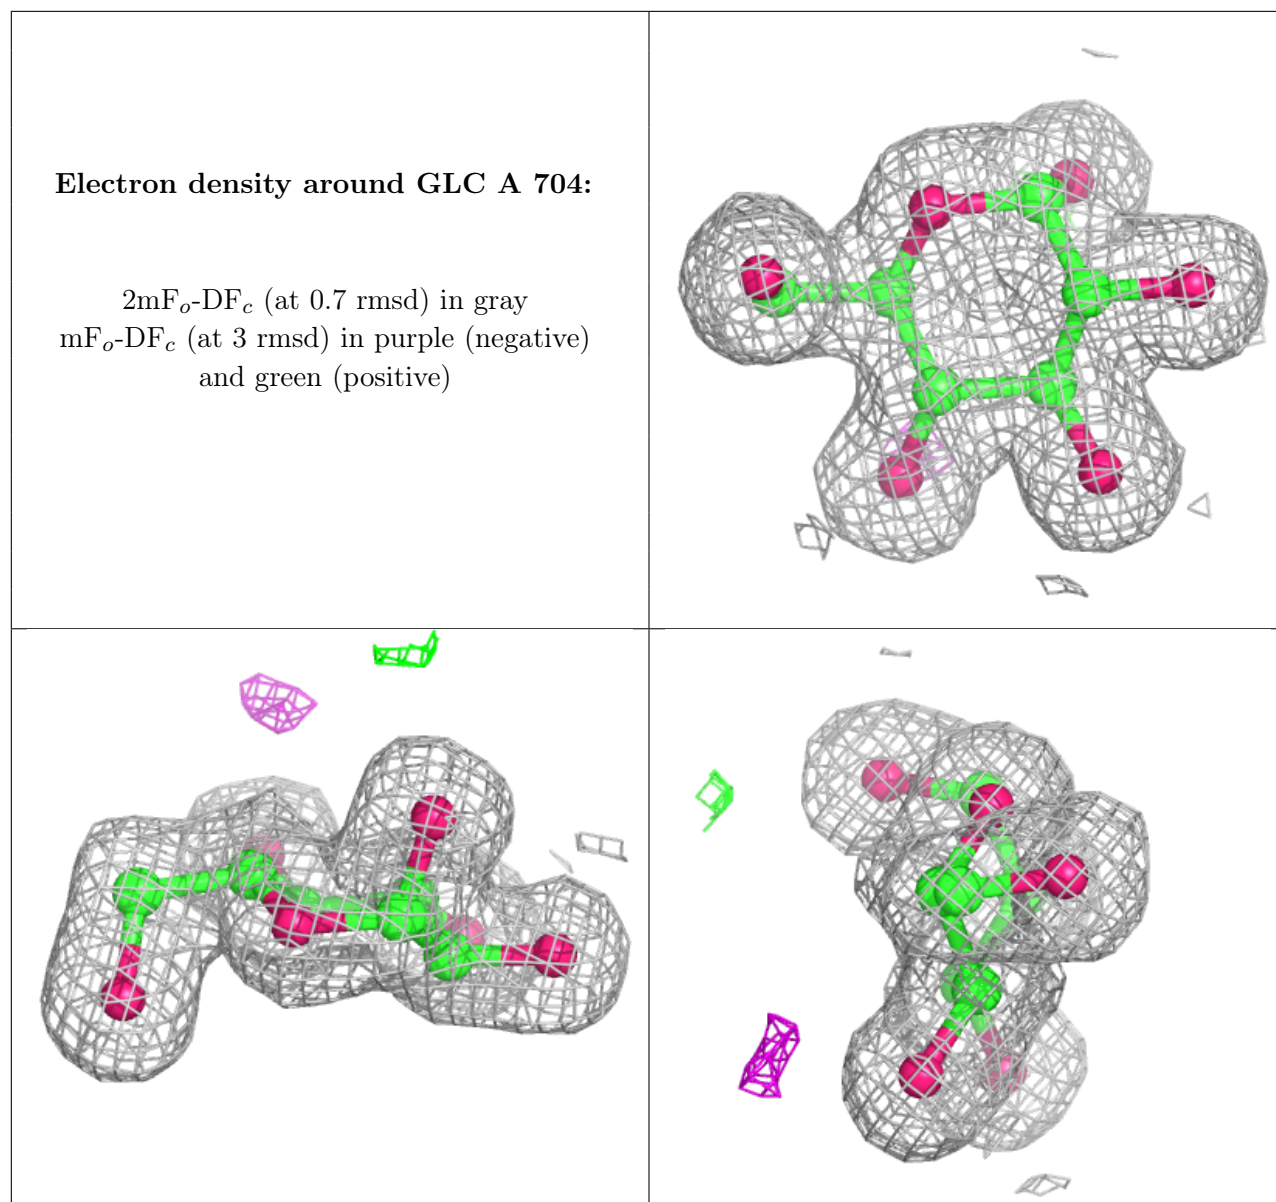 Electron density around GLC A 704:
2mFo-DFc (at 0.7 rmsd) in gray
mFo-DFc (at 3 rmsd) in purple (negative)
and green (positive)